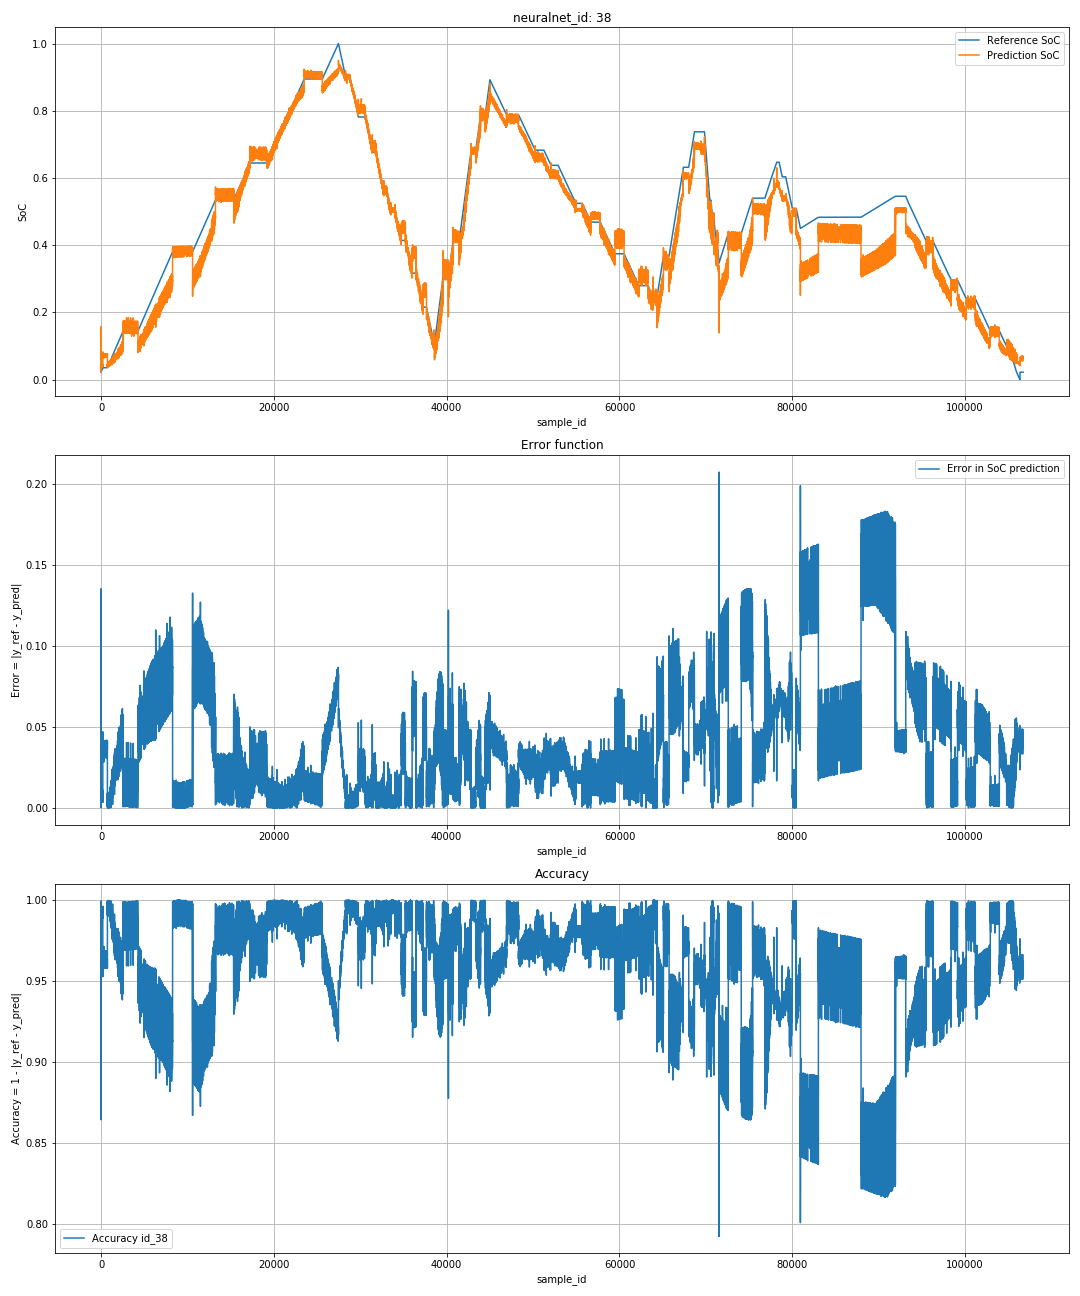 neuralnet_id: 38
Reference SoC
Prediction SoC
SoC
1.0
0.8
0.6
0.4
0.2
0.0
0 20000 40000 60000 80000 100000
sample_id
Error function
Error in SoC prediction
Error = |y_ref - y_pred|
0.20
0.15
0.10
0.05
0.00
0 20000 40000 60000 80000 100000
sample_id
Accuracy
Accuracy = 1 - |y_ref - y_pred|
1.00
0.95
0.90
0.85
0.80
Accuracy id_38
0 20000 40000 60000 80000 100000
sample_id